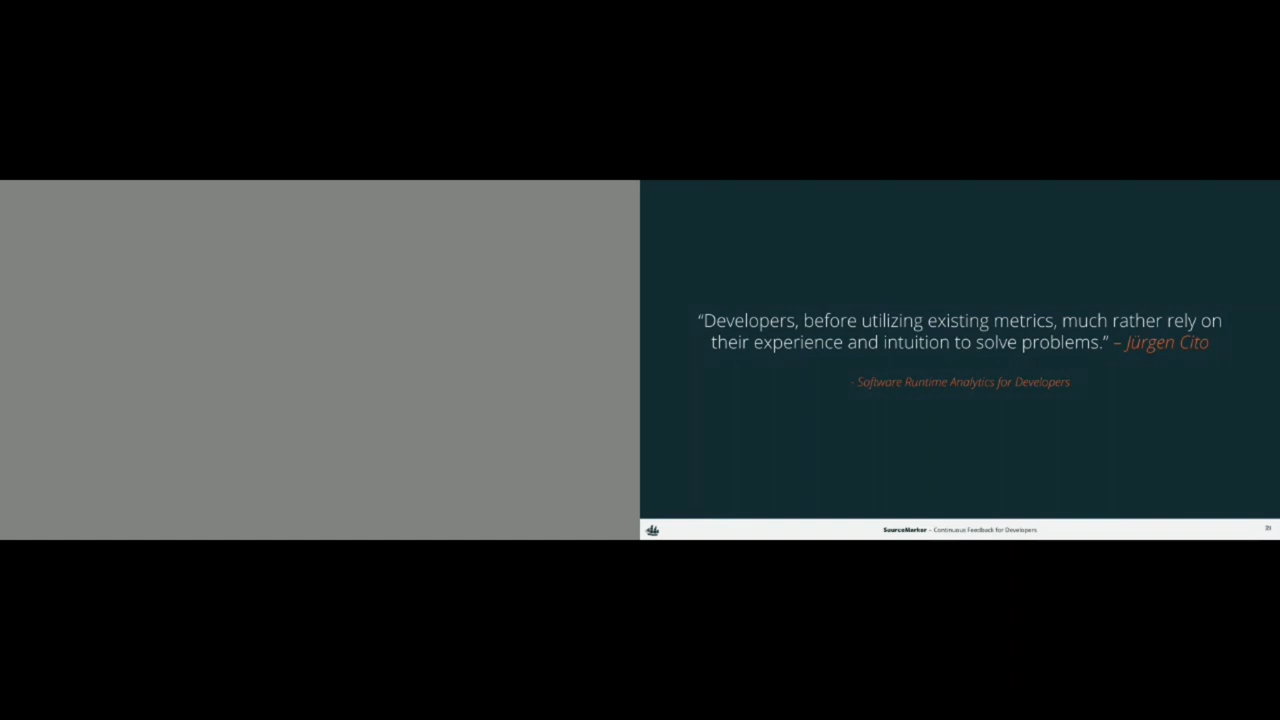 “Developers, before utilizing existing metrics, much rather rely on
their experience and intuition to solve problems.” – Jürgen Cito
- Software Runtime Analytics for Developers
SourceMarker - Continuous Feedback for Developers